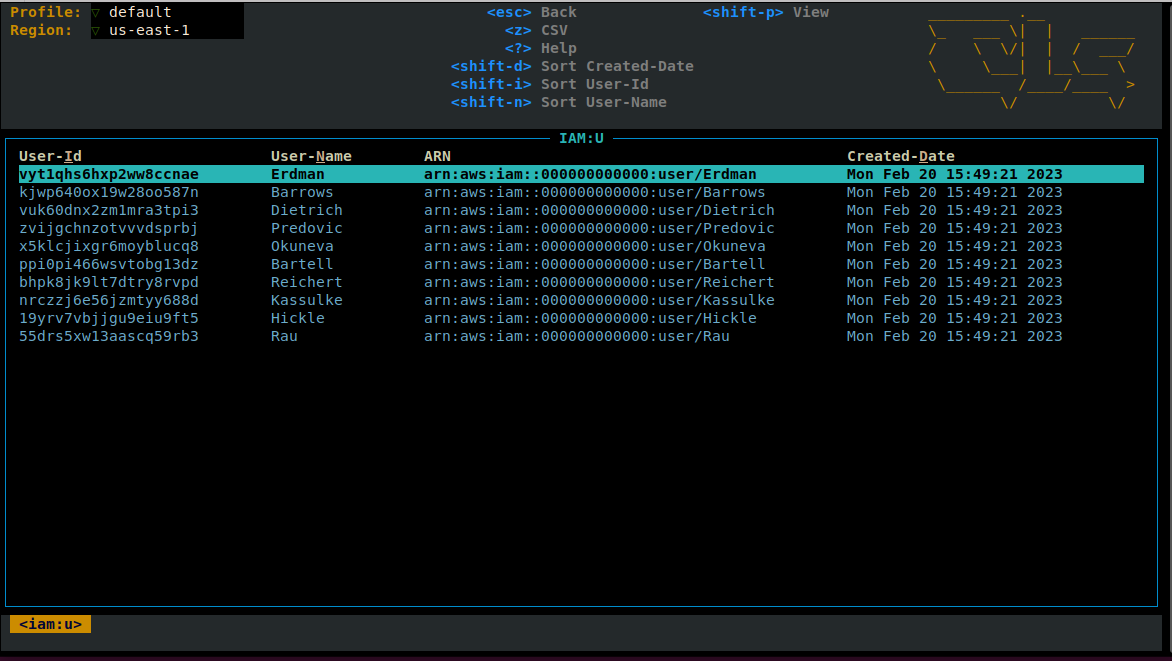 Profile: ▽ default
Region: ▽ us-east-1
<esc> Back
<z> CSV
<?> Help
<shift-d> Sort Created-Date
<shift-i> Sort User-Id
<shift-n> Sort User-Name
<shift-p> View
IAM:U
User-Id User-Name ARN Created-Date
vyt1qhs6hxp2ww8ccnae Erdman arn:aws:iam::000000000000:user/Erdman Mon Feb 20 15:49:21 2023
kjwp640ox19w28oo587n Barrows arn:aws:iam::000000000000:user/Barrows Mon Feb 20 15:49:21 2023
vuk60dnx2zm1mra3tpi3 Dietrich arn:aws:iam::000000000000:user/Dietrich Mon Feb 20 15:49:21 2023
zvijgchnzotvvvdsprbj Predovic arn:aws:iam::000000000000:user/Predovic Mon Feb 20 15:49:21 2023
x5klcjixgr6moyblucq8 Okuneva arn:aws:iam::000000000000:user/Okuneva Mon Feb 20 15:49:21 2023
ppi0pi466wsvtobg13dz Bartell arn:aws:iam::000000000000:user/Bartell Mon Feb 20 15:49:21 2023
bhpk8jk9lt7dtry8rvpd Reichert arn:aws:iam::000000000000:user/Reichert Mon Feb 20 15:49:21 2023
nrczzj6e56jzmtyy688d Kassulke arn:aws:iam::000000000000:user/Kassulke Mon Feb 20 15:49:21 2023
19yrv7vbjjgu9eiu9ft5 Hickle arn:aws:iam::000000000000:user/Hickle Mon Feb 20 15:49:21 2023
55drs5xw13aascq59rb3 Rau arn:aws:iam::000000000000:user/Rau Mon Feb 20 15:49:21 2023
<iam:u>